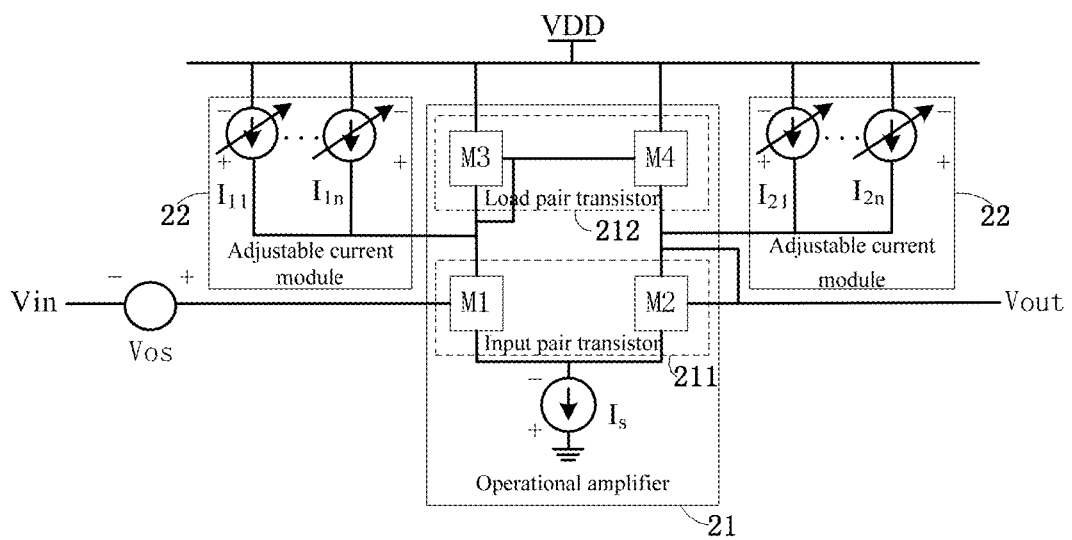 VDD
− − − −
M3 M4
+ + + +
I11 I1n I21 I2n
22 Load pair transistor 22
212
Adjustable current
module
Adjustable current
module
− +
Vin M1 M2 Vout
Vos
Input pair transistor
211
−
Is
+
Operational amplifier
21